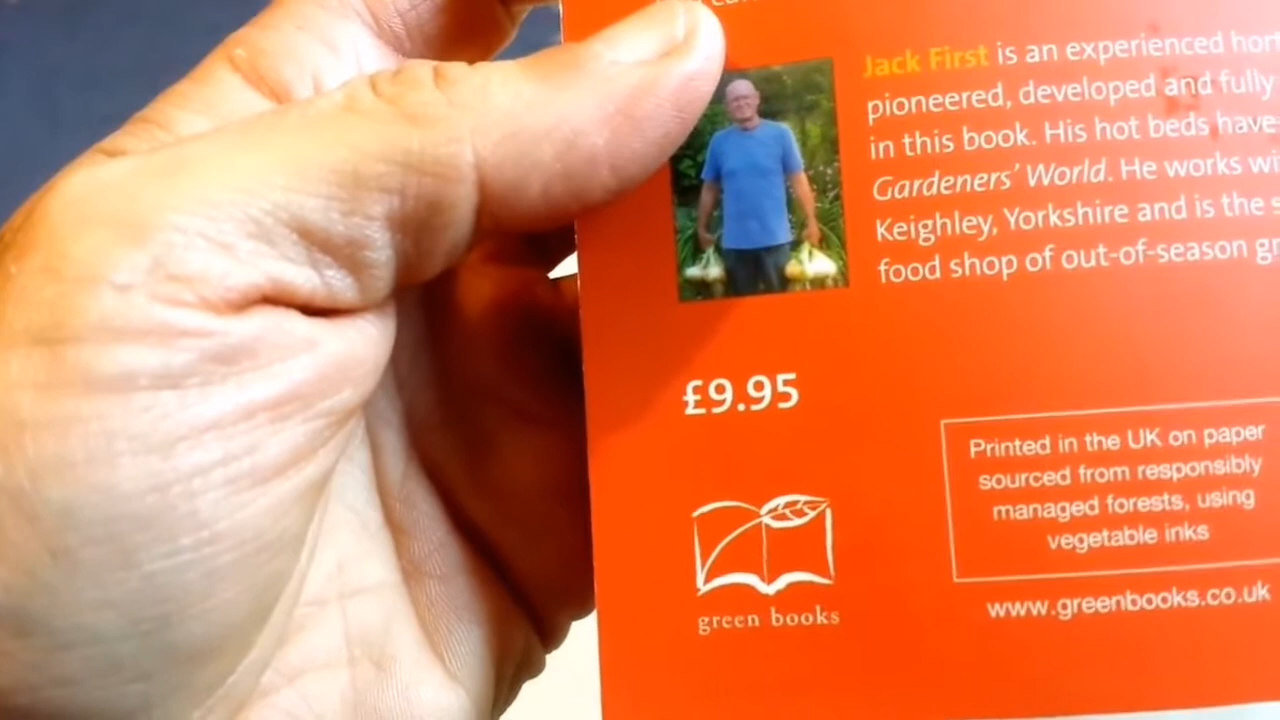 Jack First is an experienced
pioneered, developed and fully
in this book. His hot beds have
Gardeners' World. He works
Keighley, Yorkshire and is the
food shop of out-of-season
£9.95
Printed in the UK on paper
sourced from responsibly
managed forests, using
vegetable inks
green books
www.greenbooks.co.uk